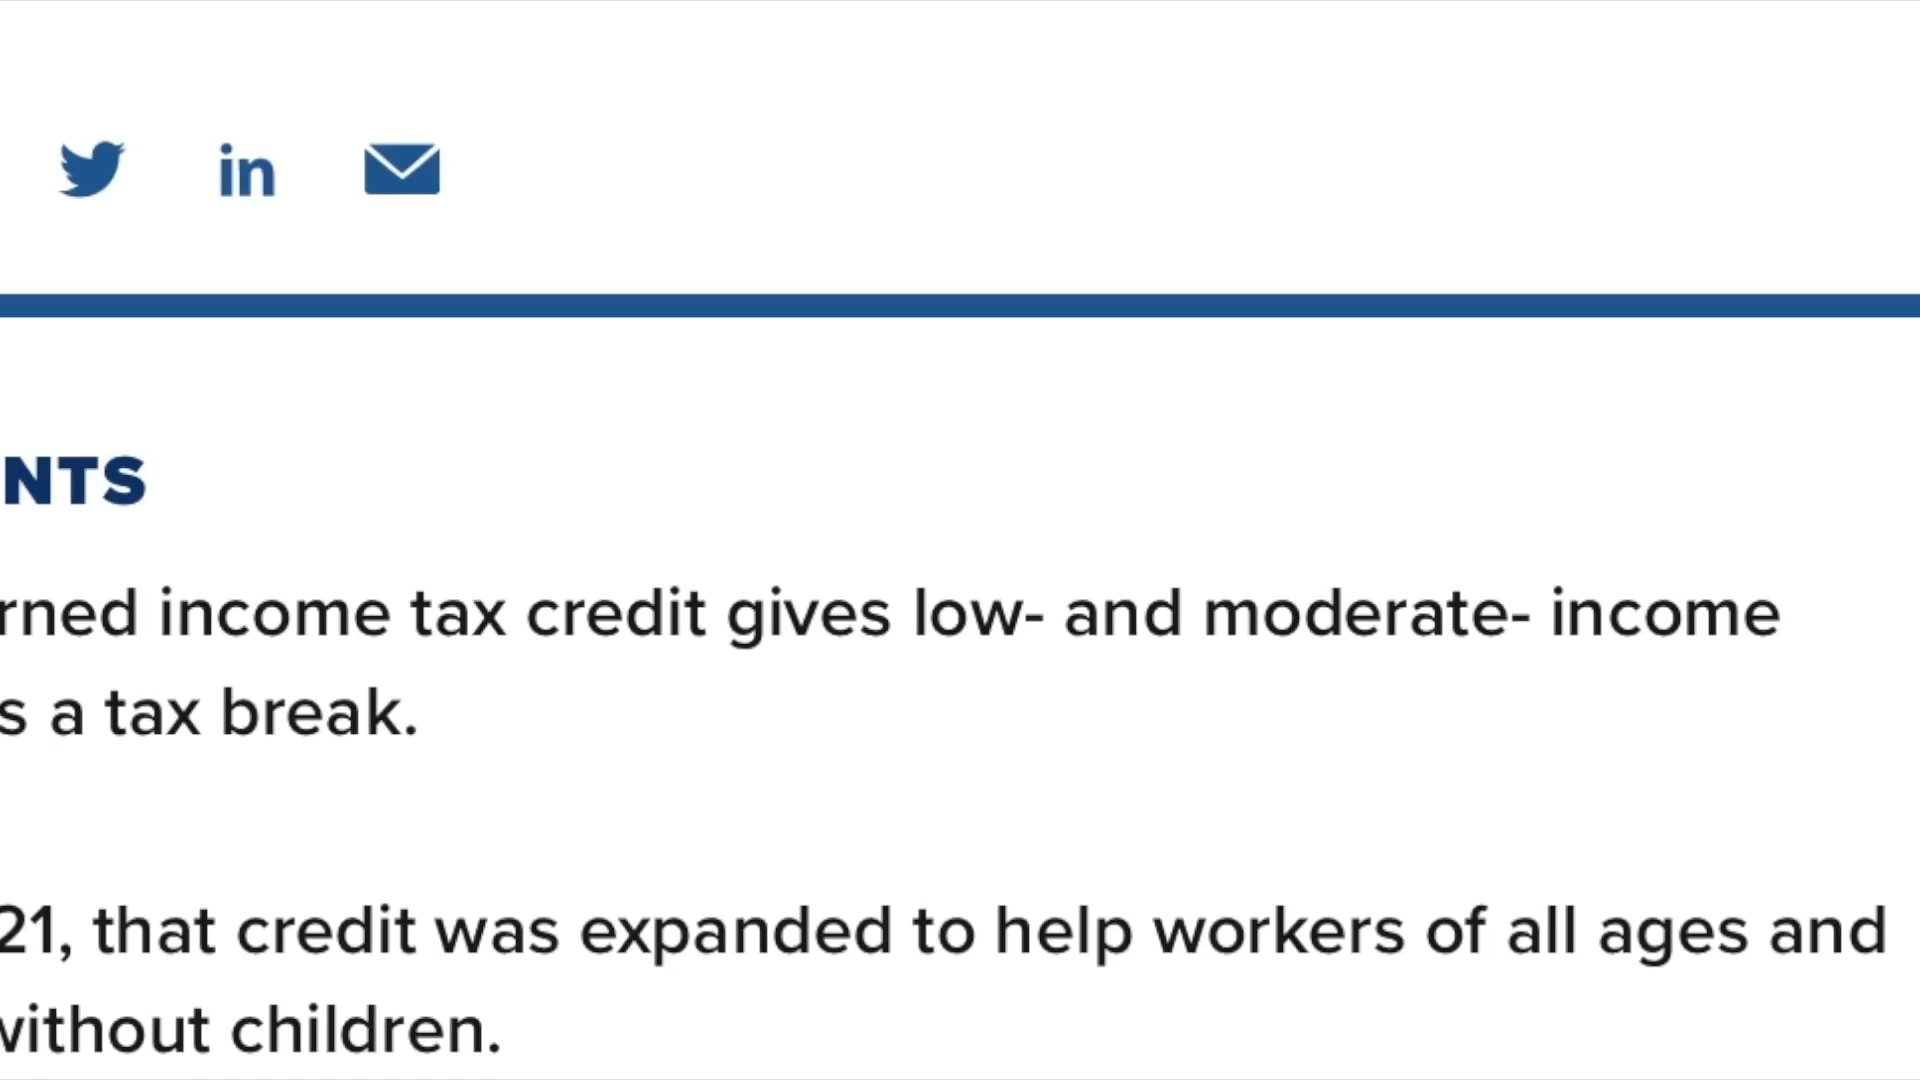 in
NTS
rned income tax credit gives low- and moderate- income
s a tax break.
21, that credit was expanded to help workers of all ages and
without children.